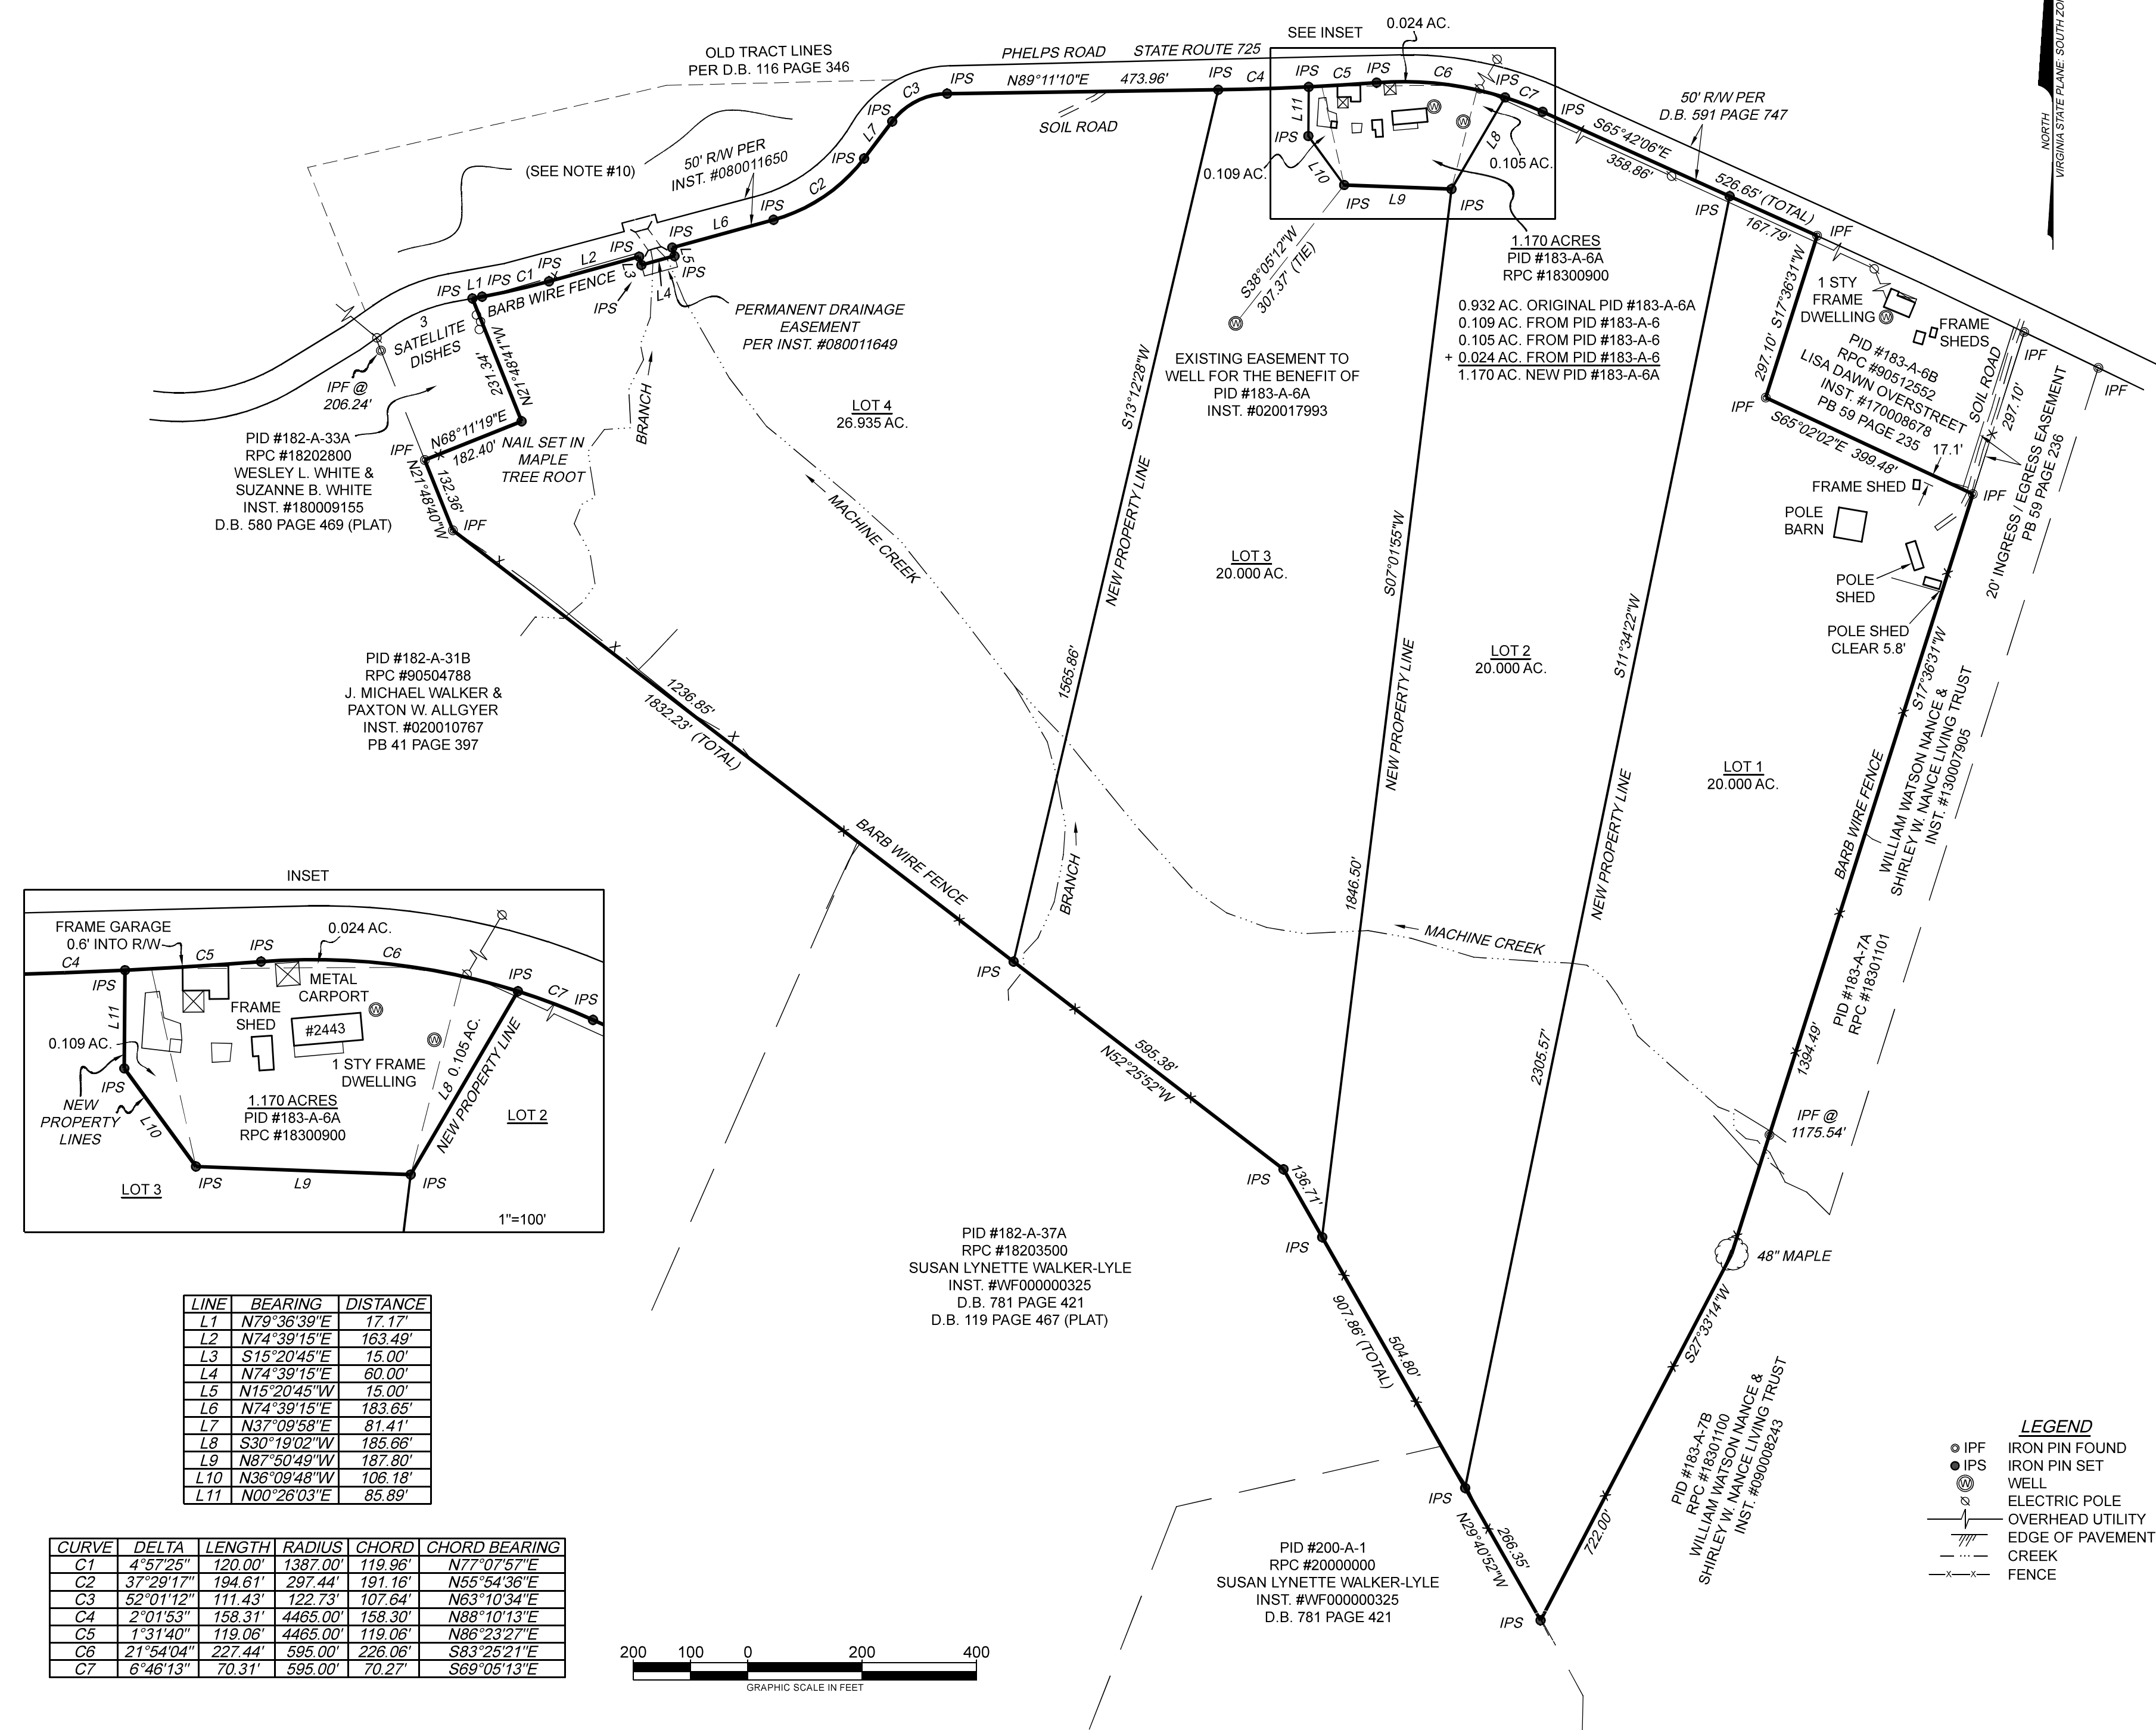 OLD TRACT LINES
PER D.B. 116 PAGE 346
PHELPS ROAD STATE ROUTE 725
SEE INSET
0.024 AC.
NORTH
VIRGINIA STATE PLANE: SOUTH ZO
IPS
N89°11'10"E 473.96'
IPS
C4
IPS
C5
IPS
C6
IPS
C7
IPS
C3
IPS
L7
IPS
SOIL ROAD
L11
IPS
L8
0.105 AC.
0.109 AC.
L10
IPS
L9
IPS
50' R/W PER
D.B. 591 PAGE 747
S65°42'06"E
358.86'
526.65' (TOTAL)
IPS
167.79'
IPF
(SEE NOTE #10)
50' R/W PER
INST. #080011650
C2
IPS
L6
IPS
L5
IPS
IPS
L2
L3
L4
IPS
IPS
C1
IPS
L1
IPS
BARB WIRE FENCE
3
SATELLITE
DISHES
IPF @
206.24'
N21°48'41"W
231.34'
PERMANENT DRAINAGE
EASEMENT
PER INST. #080011649
BRANCH
S38°05'12"W
307.37' (TIE)
1.170 ACRES
PID #183-A-6A
RPC #18300900
0.932 AC. ORIGINAL PID #183-A-6A
0.109 AC. FROM PID #183-A-6
0.105 AC. FROM PID #183-A-6
+ 0.024 AC. FROM PID #183-A-6
1.170 AC. NEW PID #183-A-6A
EXISTING EASEMENT TO
WELL FOR THE BENEFIT OF
PID #183-A-6A
INST. #020017993
S17°36'31"W
297.10'
1 STY
FRAME
DWELLING
FRAME
SHEDS
PID #183-A-6B
RPC #90512552
LISA DAWN OVERSTREET
INST. #170008678
PB 59 PAGE 235
IPF
S65°02'02"E 399.48'
SOIL ROAD
297.10'
IPF
IPF
17.1'
IPF
20' INGRESS / EGRESS EASEMENT
PB 59 PAGE 236
FRAME SHED
POLE
BARN
POLE
SHED
POLE SHED
CLEAR 5.8'
PID #182-A-33A
RPC #18202800
WESLEY L. WHITE &
SUZANNE B. WHITE
INST. #180009155
D.B. 580 PAGE 469 (PLAT)
IPF
N68°11'19"E
182.40'
NAIL SET IN
MAPLE
TREE ROOT
N21°48'40"W
132.36'
IPF
LOT 4
26.935 AC.
MACHINE CREEK
S13°12'28"W
NEW PROPERTY LINE
1565.86'
LOT 3
20.000 AC.
S07°01'55"W
NEW PROPERTY LINE
1846.50'
LOT 2
20.000 AC.
S11°34'22"W
NEW PROPERTY LINE
2305.57'
LOT 1
20.000 AC.
S17°36'31"W
BARB WIRE FENCE
1394.49'
WILLIAM WATSON NANCE &
SHIRLEY W. NANCE LIVING TRUST
INST. #130007905
PID #183-A-7A
RPC #18301101
PID #182-A-31B
RPC #90504788
J. MICHAEL WALKER &
PAXTON W. ALLGYER
INST. #020010767
PB 41 PAGE 397
1236.85'
1832.23' (TOTAL)
BARB WIRE FENCE
BRANCH
MACHINE CREEK
IPS
595.38'
N52°25'52"W
IPS
136.71'
IPS
IPF @
1175.54'
48" MAPLE
S27°33'14"W
722.00'
504.80'
907.86' (TOTAL)
IPS
266.35'
N29°40'52"W
IPS
PID #182-A-37A
RPC #18203500
SUSAN LYNETTE WALKER-LYLE
INST. #WF000000325
D.B. 781 PAGE 421
D.B. 119 PAGE 467 (PLAT)
PID #200-A-1
RPC #20000000
SUSAN LYNETTE WALKER-LYLE
INST. #WF000000325
D.B. 781 PAGE 421
PID #183-A-7B
RPC #18301100
WILLIAM WATSON NANCE &
SHIRLEY W. NANCE LIVING TRUST
INST. #090008243
INSET
FRAME GARAGE
0.6' INTO R/W
C4
C5
IPS
0.024 AC.
C6
IPS
C7
IPS
IPS
METAL
CARPORT
FRAME
SHED
#2443
1 STY FRAME
DWELLING
L11
0.109 AC.
IPS
NEW
PROPERTY
LINES
L10
1.170 ACRES
PID #183-A-6A
RPC #18300900
L8 0.105 AC.
NEW PROPERTY LINE
LOT 2
LOT 3
IPS
L9
IPS
1"=100'
LINE BEARING DISTANCE
L1 N79°36'39"E 17.17'
L2 N74°39'15"E 163.49'
L3 S15°20'45"E 15.00'
L4 N74°39'15"E 60.00'
L5 N15°20'45"W 15.00'
L6 N74°39'15"E 183.65'
L7 N37°09'58"E 81.41'
L8 S30°19'02"W 185.66'
L9 N87°50'49"W 187.80'
L10 N36°09'48"W 106.18'
L11 N00°26'03"E 85.89'
CURVE DELTA LENGTH RADIUS CHORD CHORD BEARING
C1 4°57'25" 120.00' 1387.00' 119.96' N77°07'57"E
C2 37°29'17" 194.61' 297.44' 191.16' N55°54'36"E
C3 52°01'12" 111.43' 122.73' 107.64' N63°10'34"E
C4 2°01'53" 158.31' 4465.00' 158.30' N88°10'13"E
C5 1°31'40" 119.06' 4465.00' 119.06' N86°23'27"E
C6 21°54'04" 227.44' 595.00' 226.06' S83°25'21"E
C7 6°46'13" 70.31' 595.00' 70.27' S69°05'13"E
200 100 0 200 400
GRAPHIC SCALE IN FEET
LEGEND
IPF IRON PIN FOUND
IPS IRON PIN SET
W WELL
ELECTRIC POLE
OVERHEAD UTILITY
EDGE OF PAVEMENT
CREEK
FENCE